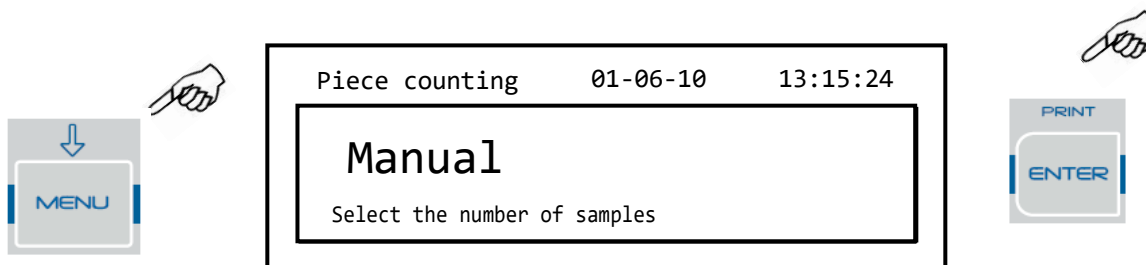 Piece counting 01-06-10 13:15:24
PRINT
Manual
ENTER
MENU
Select the number of samples